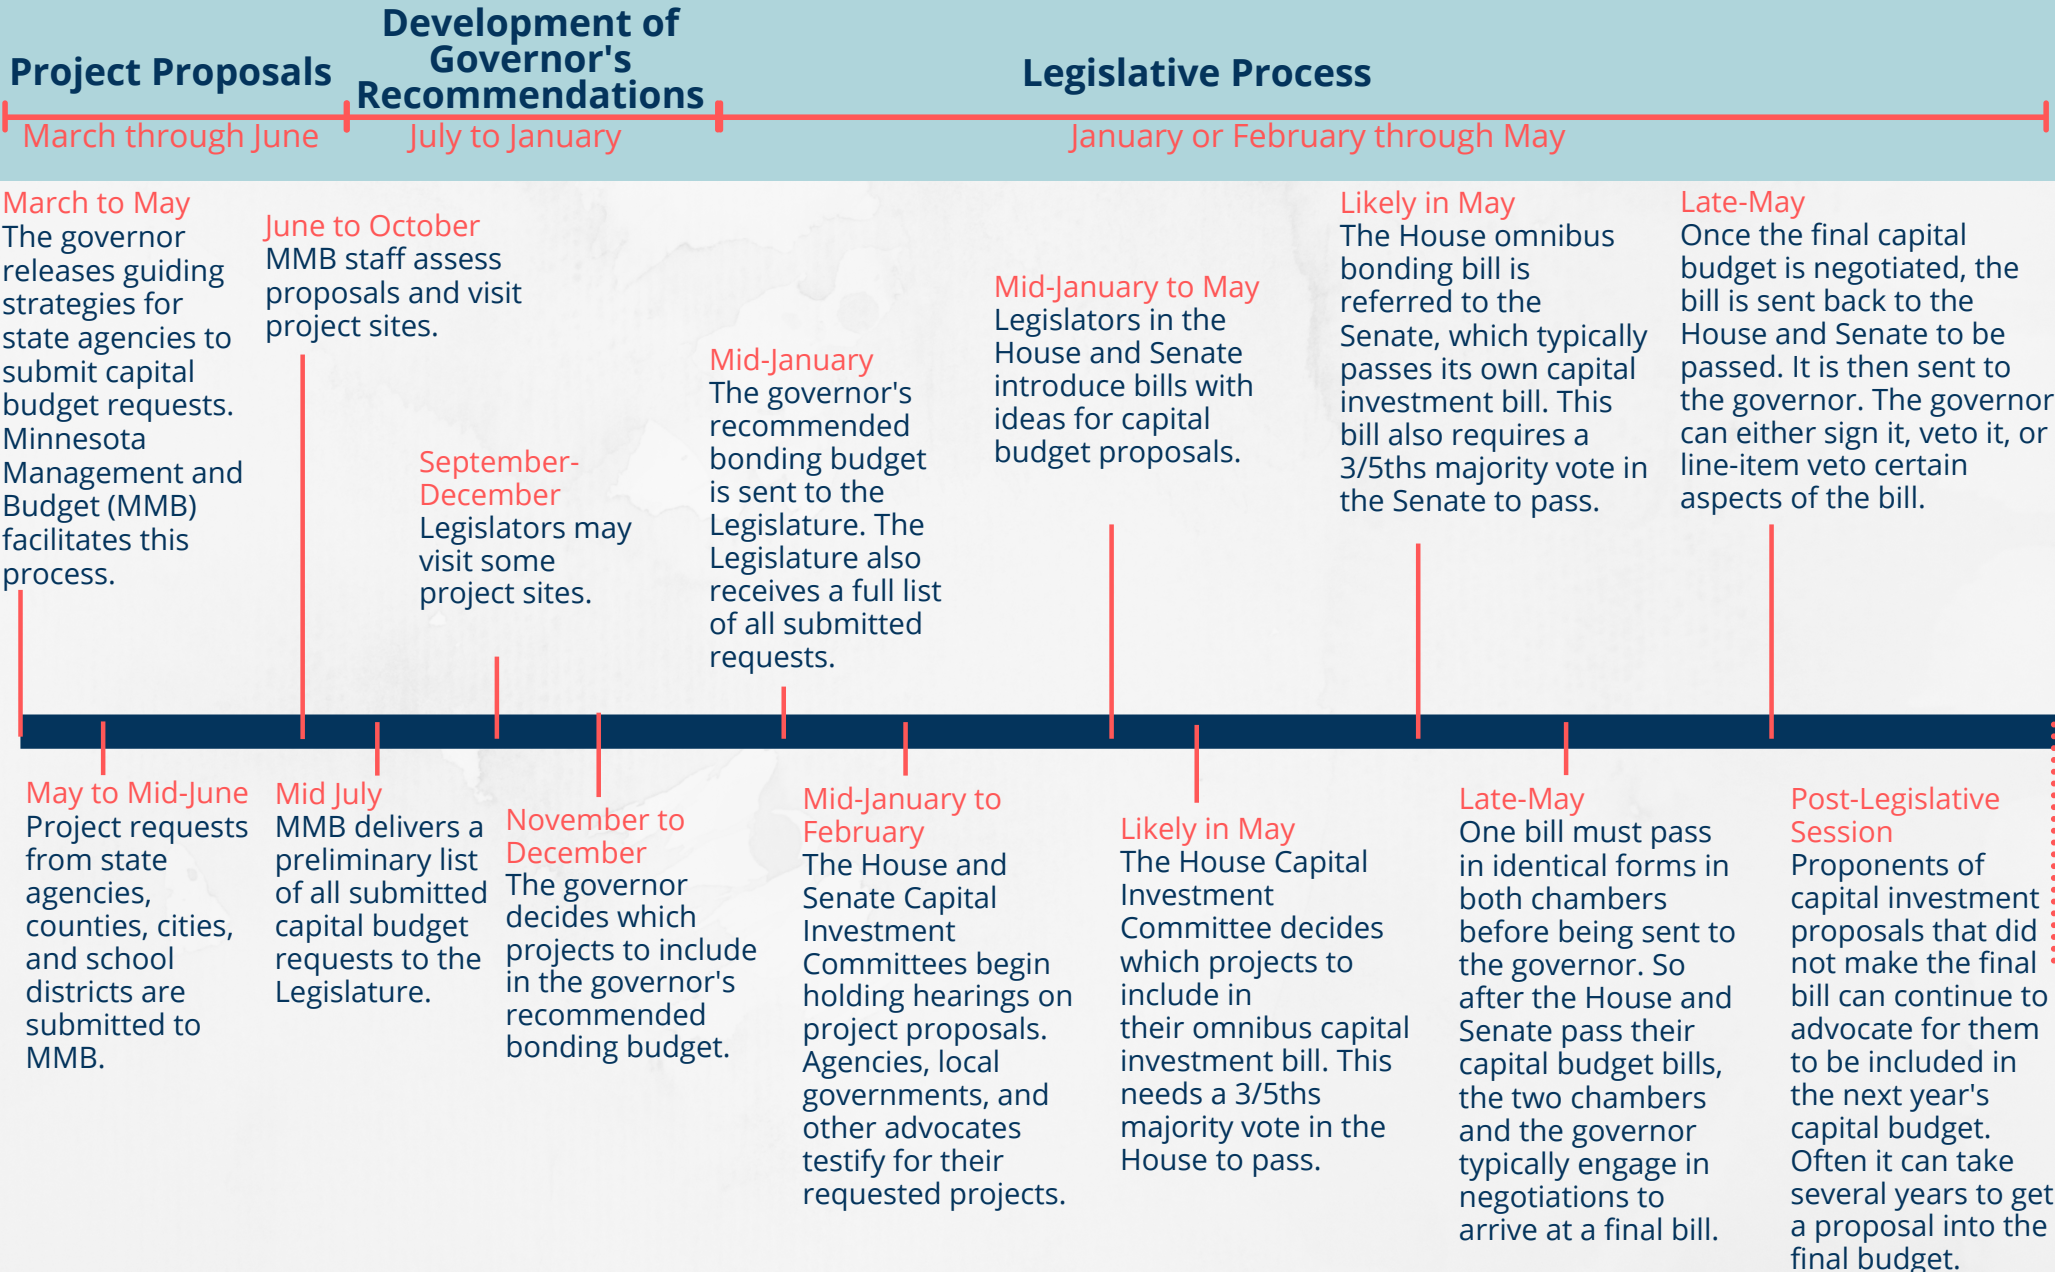 Project Proposals
Development of
Governor's
Recommendations
Legislative Process
March through June
July to January
January or February through May
March to May
The governor
releases guiding
strategies for
state agencies to
submit capital
budget requests.
Minnesota
Management and
Budget (MMB)
facilitates this
process.
June to October
MMB staff assess
proposals and visit
project sites.
September-
December
Legislators may
visit some
project sites.
Mid-January
The governor's
recommended
bonding budget
is sent to the
Legislature. The
Legislature also
receives a full list
of all submitted
requests.
Mid-January to May
Legislators in the
House and Senate
introduce bills with
ideas for capital
budget proposals.
Likely in May
The House omnibus
bonding bill is
referred to the
Senate, which typically
passes its own capital
investment bill. This
bill also requires a
3/5ths majority vote in
the Senate to pass.
Late-May
Once the final capital
budget is negotiated, the
bill is sent back to the
House and Senate to be
passed. It is then sent to
the governor. The governor
can either sign it, veto it, or
line-item veto certain
aspects of the bill.
May to Mid-June
Project requests
from state
agencies,
counties, cities,
and school
districts are
submitted to
MMB.
Mid July
MMB delivers a
preliminary list
of all submitted
capital budget
requests to the
Legislature.
November to
December
The governor
decides which
projects to include
in the governor's
recommended
bonding budget.
Mid-January to
February
The House and
Senate Capital
Investment
Committees begin
holding hearings on
project proposals.
Agencies, local
governments, and
other advocates
testify for their
requested projects.
Likely in May
The House Capital
Investment
Committee decides
which projects to
include in
their omnibus capital
investment bill. This
needs a 3/5ths
majority vote in the
House to pass.
Late-May
One bill must pass
in identical forms in
both chambers
before being sent to
the governor. So
after the House and
Senate pass their
capital budget bills,
the two chambers
and the governor
typically engage in
negotiations to
arrive at a final bill.
Post-Legislative
Session
Proponents of
capital investment
proposals that did
not make the final
bill can continue to
advocate for them
to be included in
the next year's
capital budget.
Often it can take
several years to get
a proposal into the
final budget.